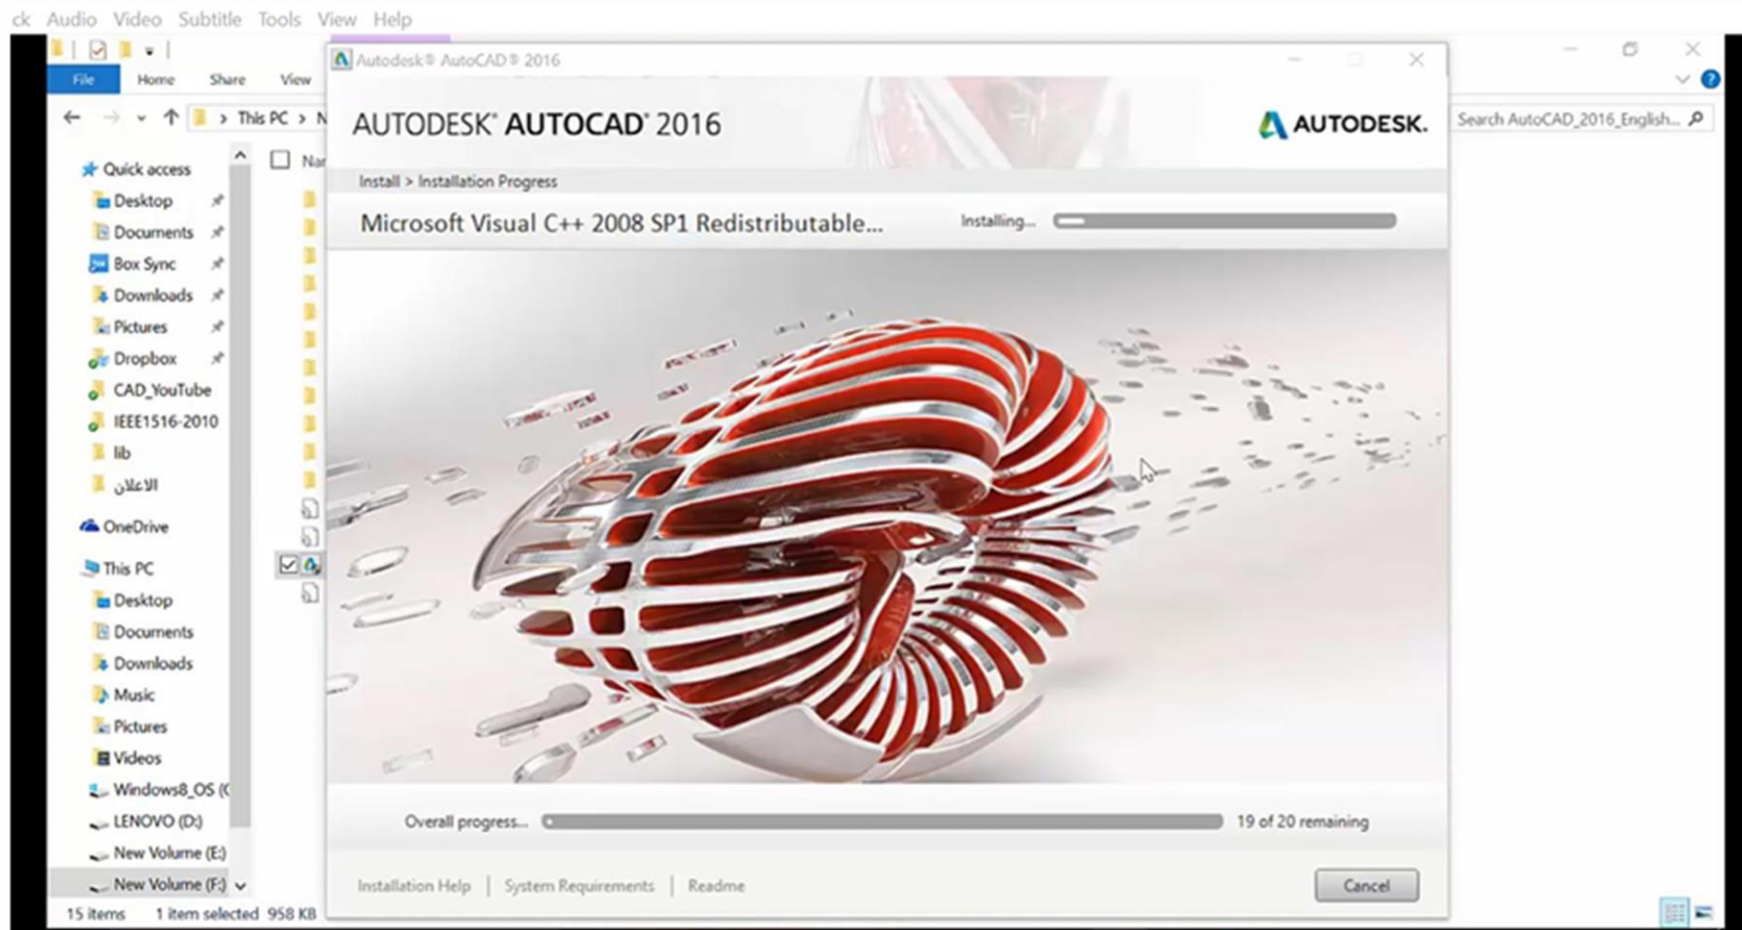 ck Audio Video Subtitle Tools View Help
Autodesk® AutoCAD® 2016
File Home Share View
This PC > N
Search AutoCAD_2016_English...
AUTODESK® AUTOCAD® 2016
AUTODESK.
Install > Installation Progress
Microsoft Visual C++ 2008 SP1 Redistributable...
Installing...
Nar
Quick access
Desktop
Documents
Box Sync
Downloads
Pictures
Dropbox
CAD_YouTube
IEEE1516-2010
lib
الاعلان
OneDrive
This PC
Desktop
Documents
Downloads
Music
Pictures
Videos
Windows8_OS (C
LENOVO (D:)
New Volume (E:)
New Volume (F:)
15 items 1 item selected 958 KB
Overall progress... 19 of 20 remaining
Installation Help | System Requirements | Readme
Cancel